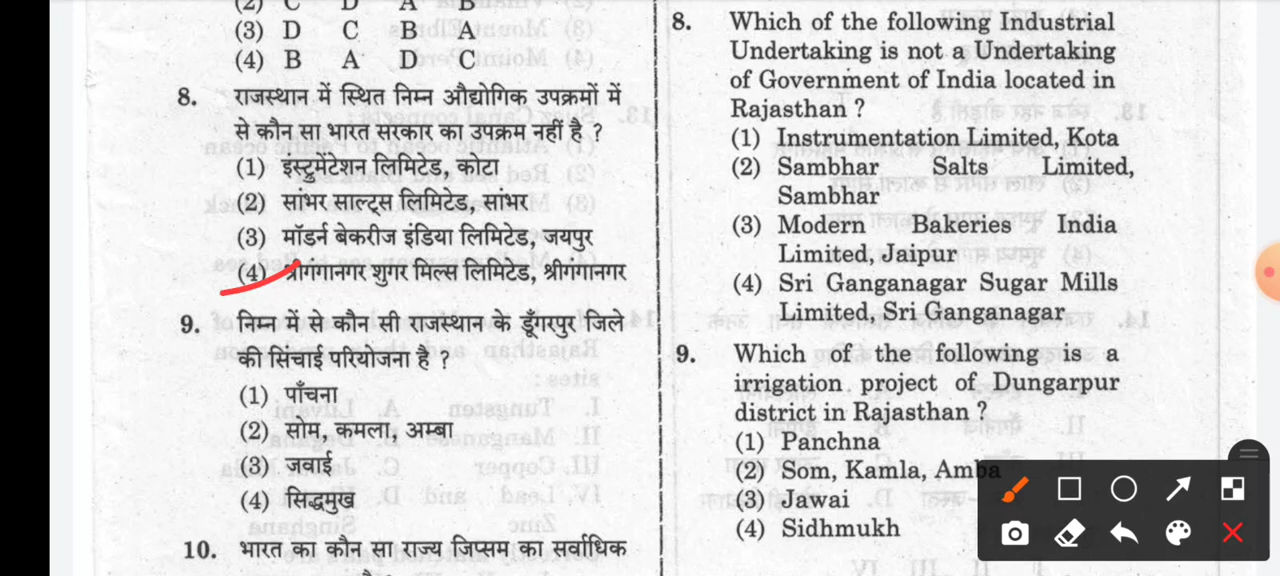 (2) C D A B
(3) D C B A
(4) B A D C
8. राजस्थान में स्थित निम्न औद्योगिक उपक्रमों में
से कौन सा भारत सरकार का उपक्रम नहीं है ?
(1) इंस्ट्रुमेंटेशन लिमिटेड, कोटा
(2) सांभर साल्ट्स लिमिटेड, सांभर
(3) मॉडर्न बेकरीज इंडिया लिमिटेड, जयपुर
(4) श्रीगंगानगर शुगर मिल्स लिमिटेड, श्रीगंगानगर
9. निम्न में से कौन सी राजस्थान के डूँगरपुर जिले
की सिंचाई परियोजना है ?
(1) पाँचना
(2) सोम, कमला, अम्बा
(3) जवाई
(4) सिद्धमुख
10. भारत का कौन सा राज्य जिप्सम का सर्वाधिक
8. Which of the following Industrial
Undertaking is not a Undertaking
of Government of India located in
Rajasthan ?
(1) Instrumentation Limited, Kota
(2) Sambhar Salts Limited,
Sambhar
(3) Modern Bakeries India
Limited, Jaipur
(4) Sri Ganganagar Sugar Mills
Limited, Sri Ganganagar
9. Which of the following is a
irrigation project of Dungarpur
district in Rajasthan ?
(1) Panchna
(2) Som, Kamla, Amba
(3) Jawai
(4) Sidhmukh